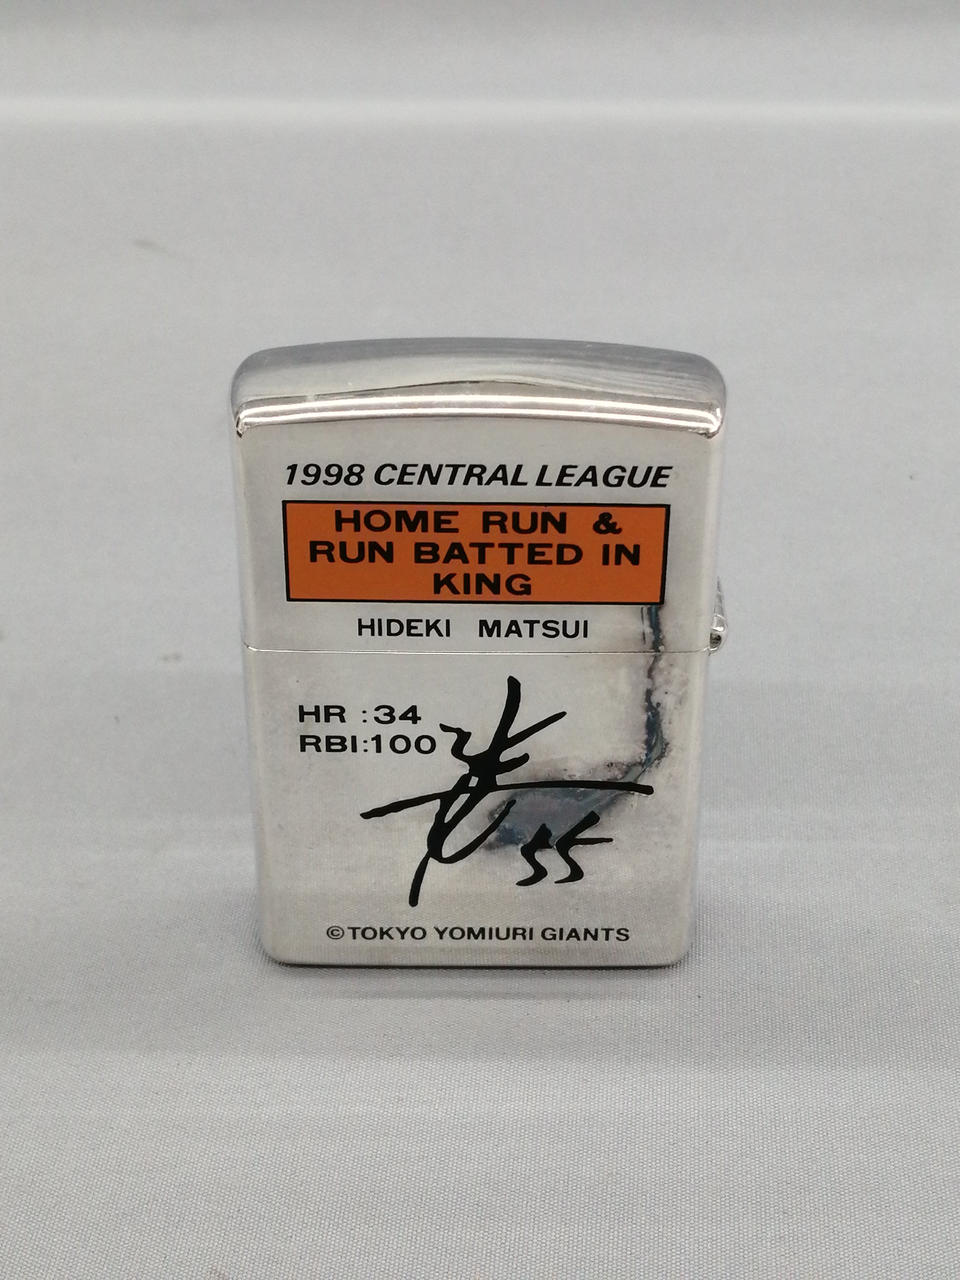 1998 CENTRAL LEAGUE
HOME RUN &
RUN BATTED IN
KING
HIDEKI MATSUI
HR :34
RBI:100
55
©TOKYO YOMIURI GIANTS